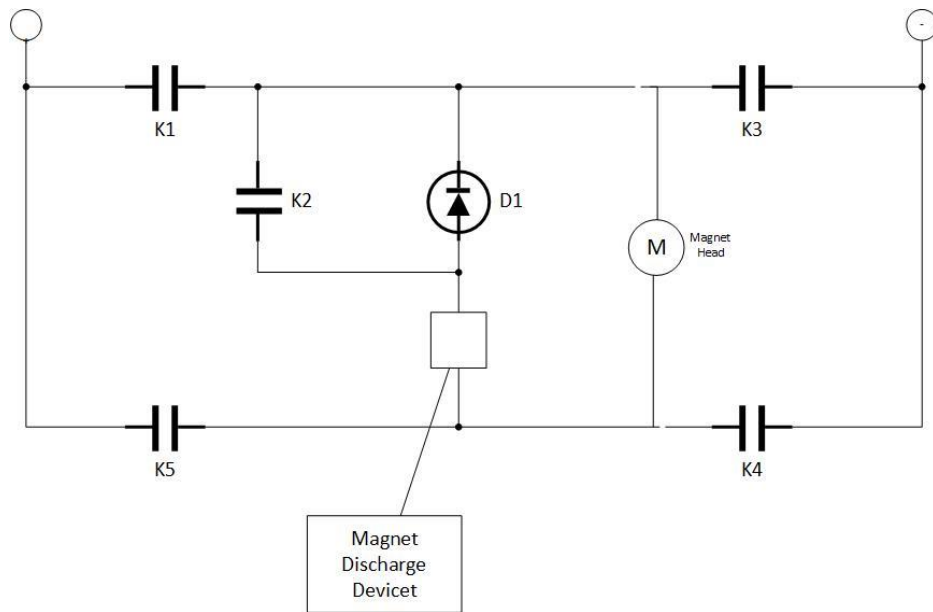 -
K1
K3
K2
D1
M
Magnet
Head
K5
K4
Magnet
Discharge
Devicet